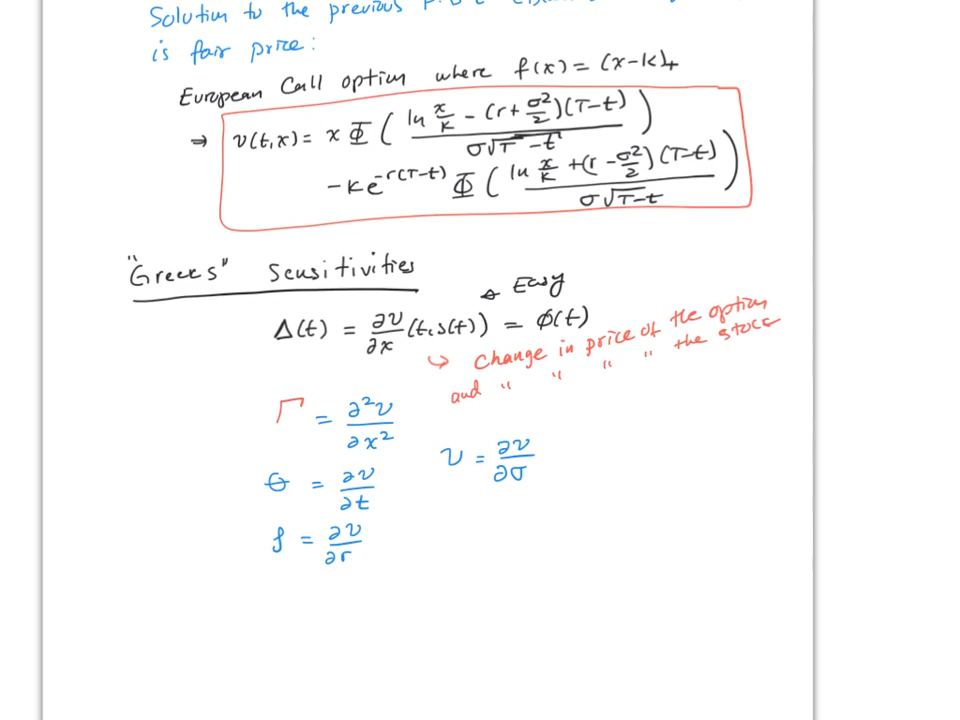 Solution to the previous
is fair price:
European Call option where f(x) = (x-k)+
⇒ v(t,x) = x Φ ( ln x/k - (r + σ²/2)(T-t) / σ√T-t )
-ke^-r(T-t) Φ ( ln x/k + (r - σ²/2)(T-t) / σ√T-t )
"Greeks" Sensitivities
Easy
Δ(t) = ∂v/∂x (t,s(t)) = ϕ(t)
↪ change in price of the option
and " " " " the stock
Γ = ∂²v/∂x²
ν = ∂v/∂σ
Θ = ∂v/∂t
ρ = ∂v/∂r